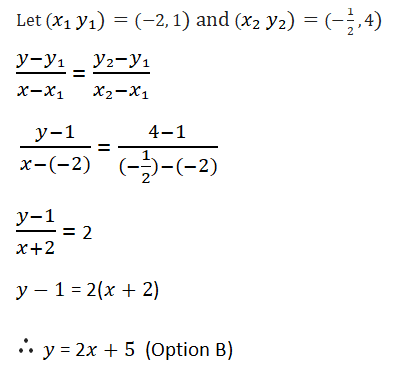 Let (x₁ y₁) = (−2, 1) and (x₂ y₂) = (−1/2, 4)
(y−y₁)/(x−x₁) = (y₂−y₁)/(x₂−x₁)
(y−1)/(x−(−2)) = (4−1)/((−1/2)−(−2))
(y−1)/(x+2) = 2
y − 1 = 2(x + 2)
∴ y = 2x + 5 (Option B)